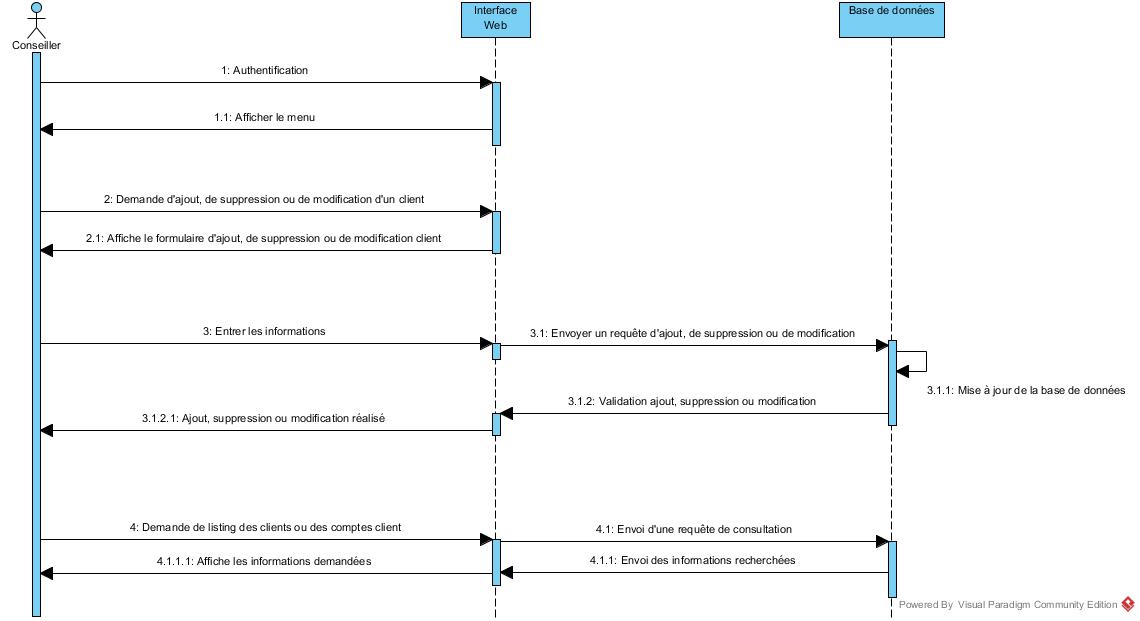 Conseiller
Interface
Web
Base de données
1: Authentification
1.1: Afficher le menu
2: Demande d'ajout, de suppression ou de modification d'un client
2.1: Affiche le formulaire d'ajout, de suppression ou de modification client
3: Entrer les informations
3.1: Envoyer un requête d'ajout, de suppression ou de modification
3.1.1: Mise à jour de la base de données
3.1.2: Validation ajout, suppression ou modification
3.1.2.1: Ajout, suppression ou modification réalisé
4: Demande de listing des clients ou des comptes client
4.1: Envoi d'une requête de consultation
4.1.1: Envoi des informations recherchées
4.1.1.1: Affiche les informations demandées
Powered By Visual Paradigm Community Edition